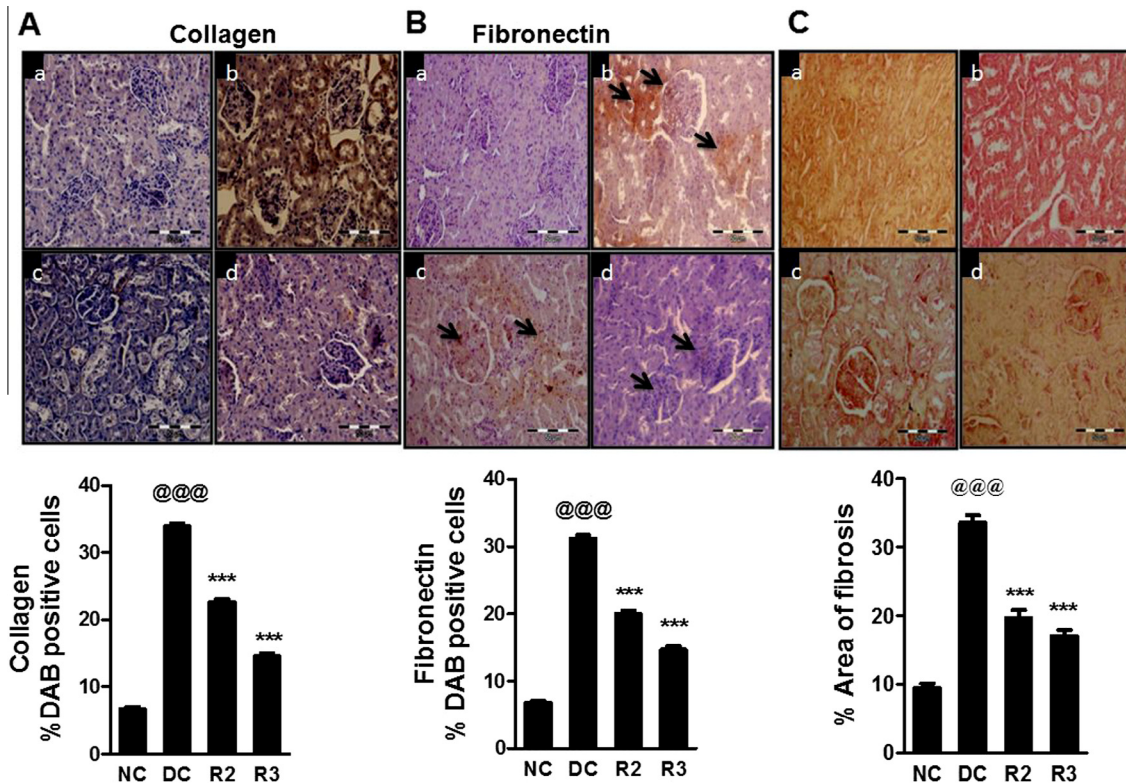 A
Collagen
B
Fibronectin
C
a
b
a
b
a
b
c
d
c
d
c
d
Collagen
% DAB positive cells
40
30
20
10
0
@@@
***
***
NC DC R2 R3
Fibronectin
% DAB positive cells
40
30
20
10
0
@@@
***
***
NC DC R2 R3
% Area of fibrosis
40
30
20
10
0
@@@
***
***
NC DC R2 R3